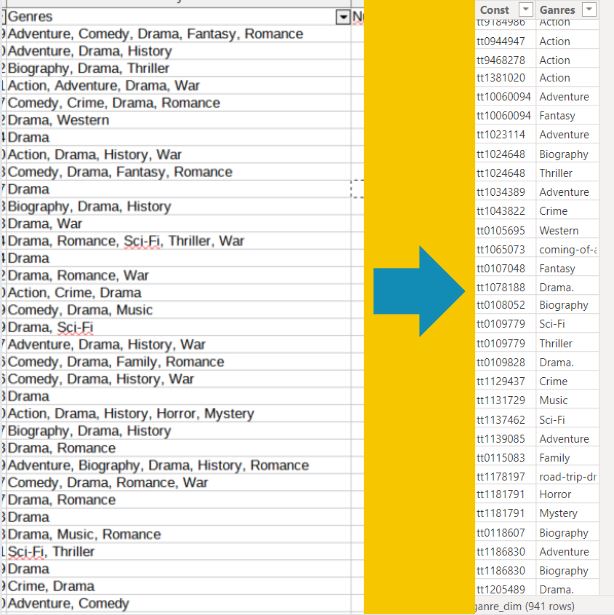 Genres
Adventure, Comedy, Drama, Fantasy, Romance
Adventure, Drama, History
Biography, Drama, Thriller
Action, Adventure, Drama, War
Comedy, Crime, Drama, Romance
Drama, Western
Drama
Action, Drama, History, War
Comedy, Drama, Fantasy, Romance
Drama
Biography, Drama, History
Drama, War
Drama, Romance, Sci-Fi, Thriller, War
Drama
Drama, Romance, War
Action, Crime, Drama
Comedy, Drama, Music
Drama, Sci-Fi
Adventure, Drama, History, War
Comedy, Drama, Family, Romance
Comedy, Drama, History, War
Drama
Action, Drama, History, Horror, Mystery
Biography, Drama, History
Drama, Romance
Adventure, Biography, Drama, History, Romance
Comedy, Drama, Romance, War
Drama, Romance
Drama
Drama, Music, Romance
Sci-Fi, Thriller
Drama
Crime, Drama
Adventure, Comedy
Const Ganres
tt9184986 Action
tt0944947 Action
tt9468278 Action
tt1381020 Action
tt10060094 Adventure
tt10060094 Fantasy
tt1023114 Adventure
tt1024648 Biography
tt1024648 Thriller
tt1034389 Adventure
tt1043822 Crime
tt0105695 Western
tt1065073 coming-of-a
tt0107048 Fantasy
tt1078188 Drama.
tt0108052 Biography
tt0109779 Sci-Fi
tt0109779 Thriller
tt0109828 Drama.
tt1129437 Crime
tt1131729 Music
tt1137462 Sci-Fi
tt1139085 Adventure
tt0115083 Family
tt1178197 road-trip-dr
tt1181791 Horror
tt1181791 Mystery
tt0118607 Biography
tt1186830 Adventure
tt1186830 Biography
tt1205489 Drama.
ganre_dim (941 rows)